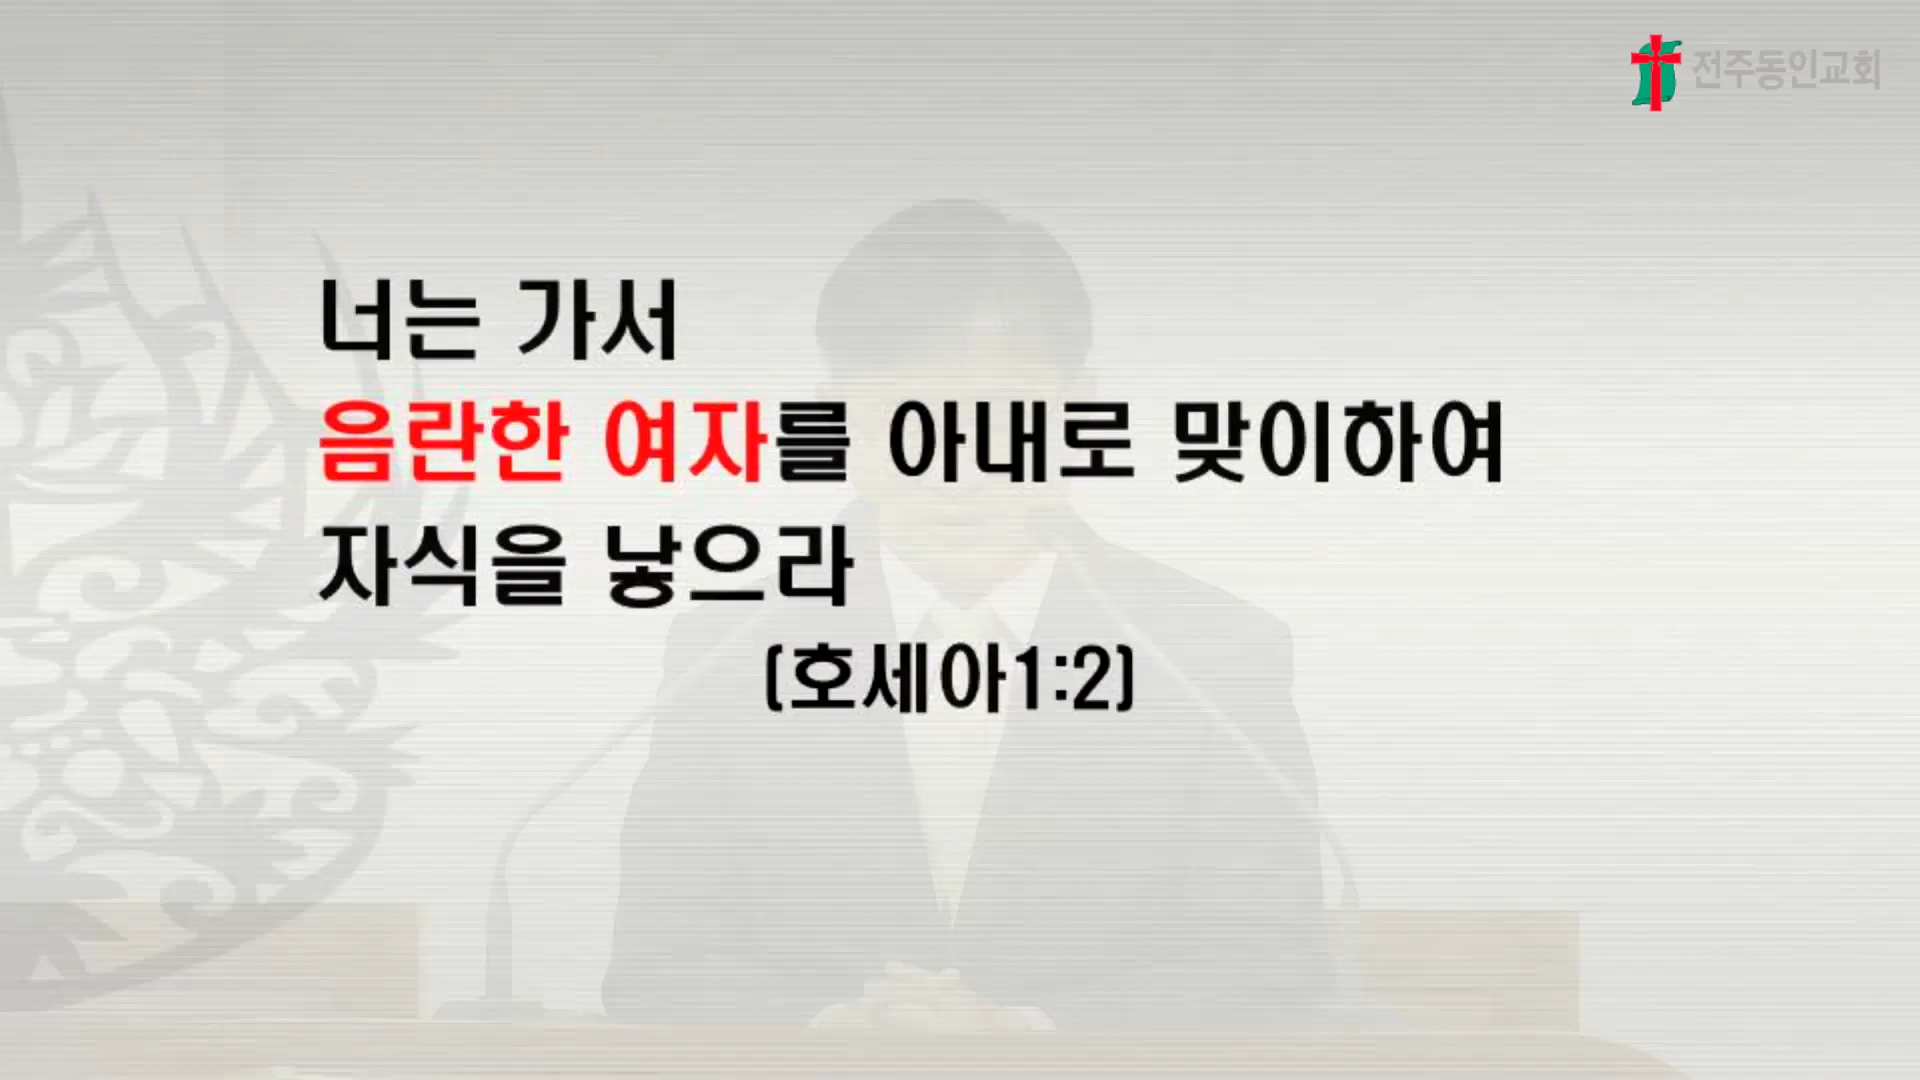 전주동인교회
너는 가서
음란한 여자를 아내로 맞이하여
자식을 낳으라
(호세아1:2)